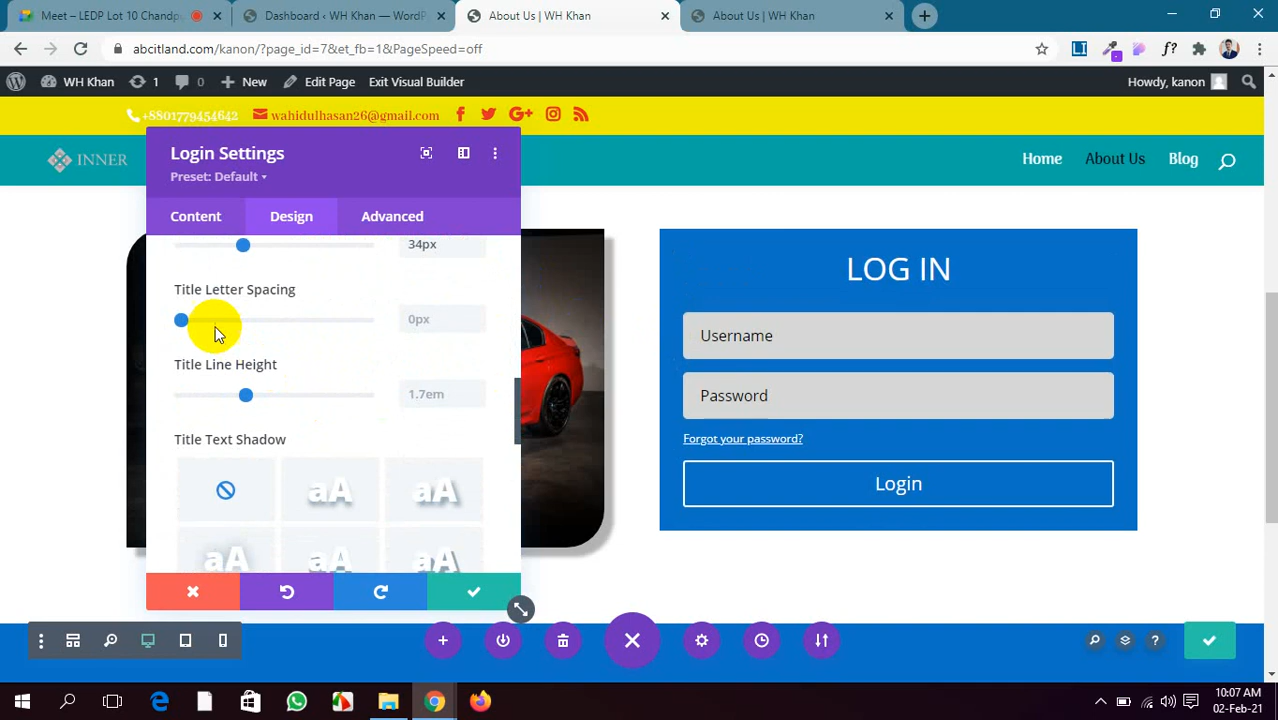 Meet – LEDP Lot 10 Chandp
Dashboard ‹ WH Khan — WordP
About Us | WH Khan
About Us | WH Khan
abcitland.com/kanon/?page_id=7&et_fb=1&PageSpeed=off
WH Khan
1
0
New
Edit Page
Exit Visual Builder
Howdy, kanon
+8801779454642
wahidulhasan26@gmail.com
INNER
Home
About Us
Blog
Login Settings
Preset: Default
Content
Design
Advanced
34px
Title Letter Spacing
0px
Title Line Height
1.7em
Title Text Shadow
aA
aA
aA
aA
aA
LOG IN
Username
Password
Forgot your password?
Login
10:07 AM
02-Feb-21